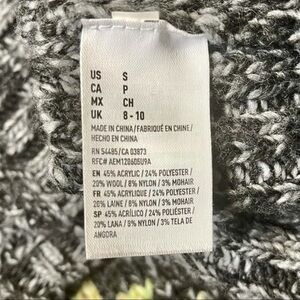 US S
CA P
MX CH
UK 8 - 10
MADE IN CHINA / FABRIQUÉ EN CHINE /
HECHO EN CHINA
RN 54485 / CA 03873
RFC# AEM120605U9A
EN 45% ACRYLIC / 24% POLYESTER /
20% WOOL / 8% NYLON / 3% MOHAIR
FR 45% ACRYLIQUE / 24% POLYESTER /
20% LAINE / 8% NYLON / 3% MOHAIR
SP 45% ACRÍLICO / 24% POLIÉSTER /
20% LANA / 8% NYLON / 3% TELA DE
ANGORA